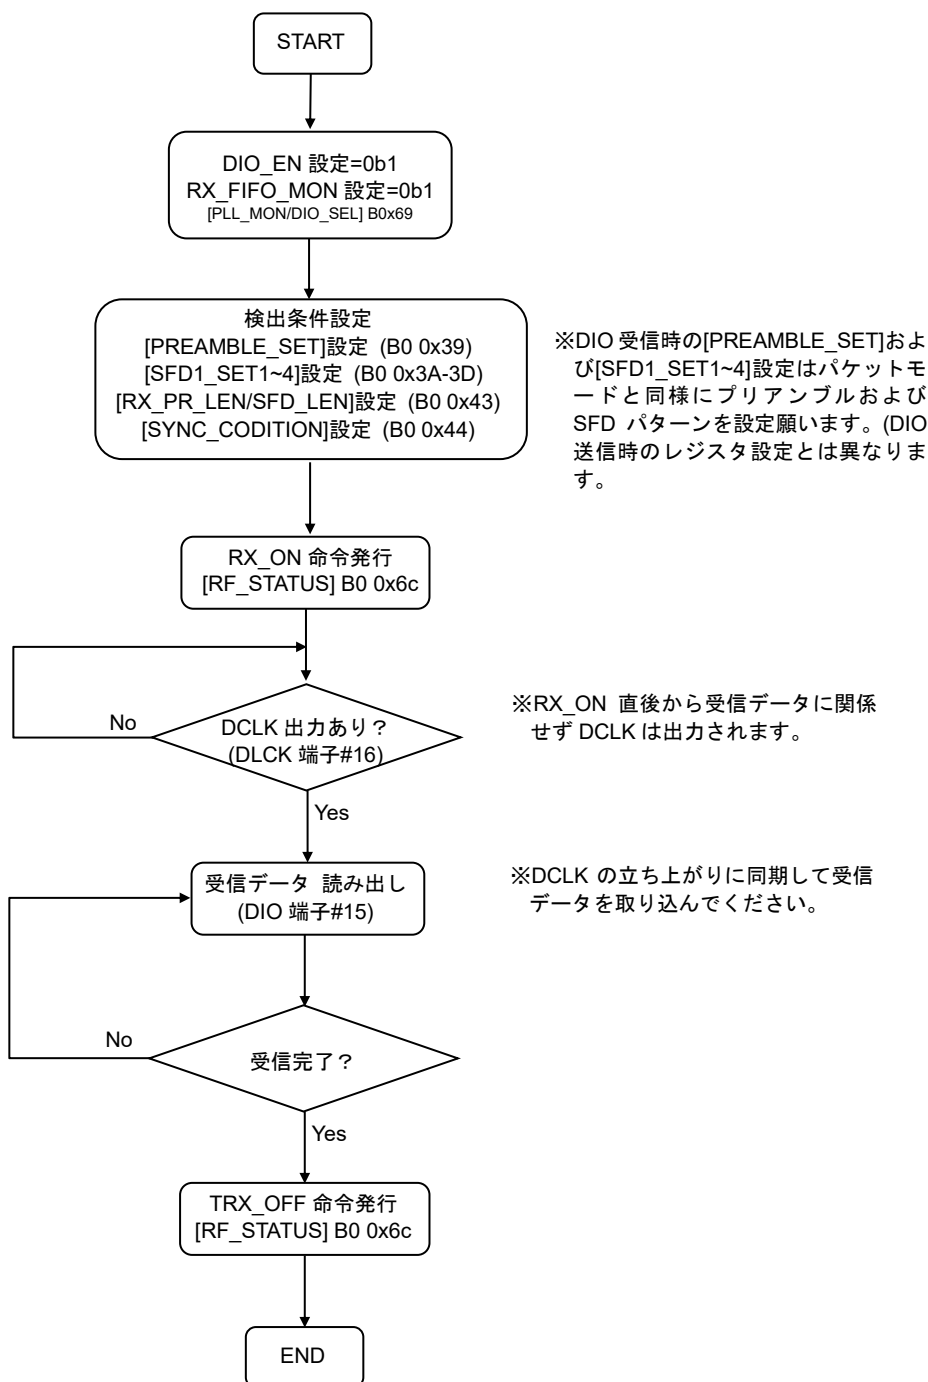 START
DIO_EN 設定=0b1
RX_FIFO_MON 設定=0b1
[PLL_MON/DIO_SEL] B0x69
検出条件設定
[PREAMBLE_SET]設定 (B0 0x39)
[SFD1_SET1~4]設定 (B0 0x3A-3D)
[RX_PR_LEN/SFD_LEN]設定 (B0 0x43)
[SYNC_CODITION]設定 (B0 0x44)
※DIO 受信時の[PREAMBLE_SET]およ
び[SFD1_SET1~4]設定はパケットモ
ードと同様にプリアンブルおよび
SFD パターンを設定願います。(DIO
送信時のレジスタ設定とは異なりま
す。
RX_ON 命令発行
[RF_STATUS] B0 0x6c
No
DCLK 出力あり？
(DLCK 端子#16)
※RX_ON 直後から受信データに関係
せず DCLK は出力されます。
Yes
受信データ 読み出し
(DIO 端子#15)
※DCLK の立ち上がりに同期して受信
データを取り込んでください。
No
受信完了？
Yes
TRX_OFF 命令発行
[RF_STATUS] B0 0x6c
END